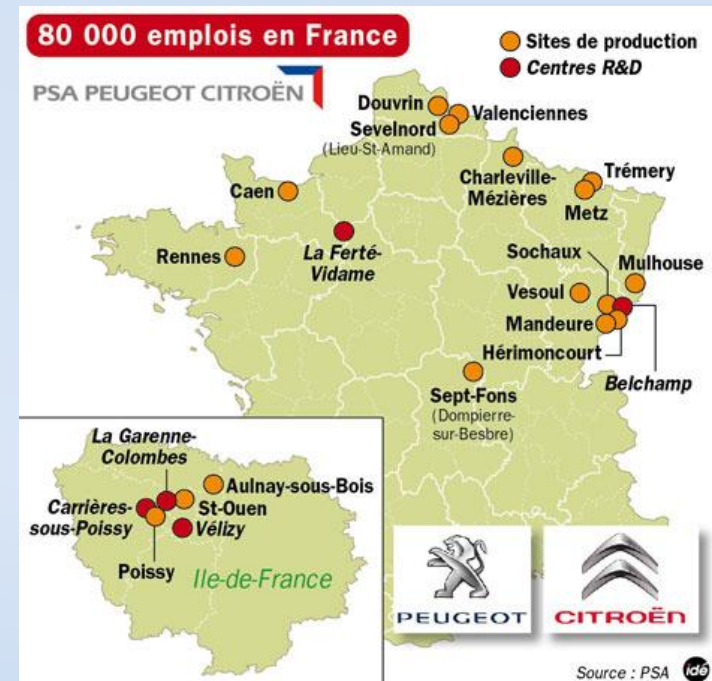 80 000 emplois en France
Sites de production
Centres R&D
PSA PEUGEOT CITROËN
Douvrin
Valenciennes
Sevelnord
(Lieu-St-Amand)
Charleville-
Mézières
Trémery
Metz
Caen
La Ferté-
Vidame
Rennes
Sochaux
Mulhouse
Vesoul
Mandeure
Hérimoncourt
Belchamp
Sept-Fons
(Dompierre-
sur-Besbre)
La Garenne-
Colombes
Aulnay-sous-Bois
Carrières-
sous-Poissy
St-Ouen
Vélizy
Poissy
Ile-de-France
PEUGEOT
CITROËN
Source : PSA
idé